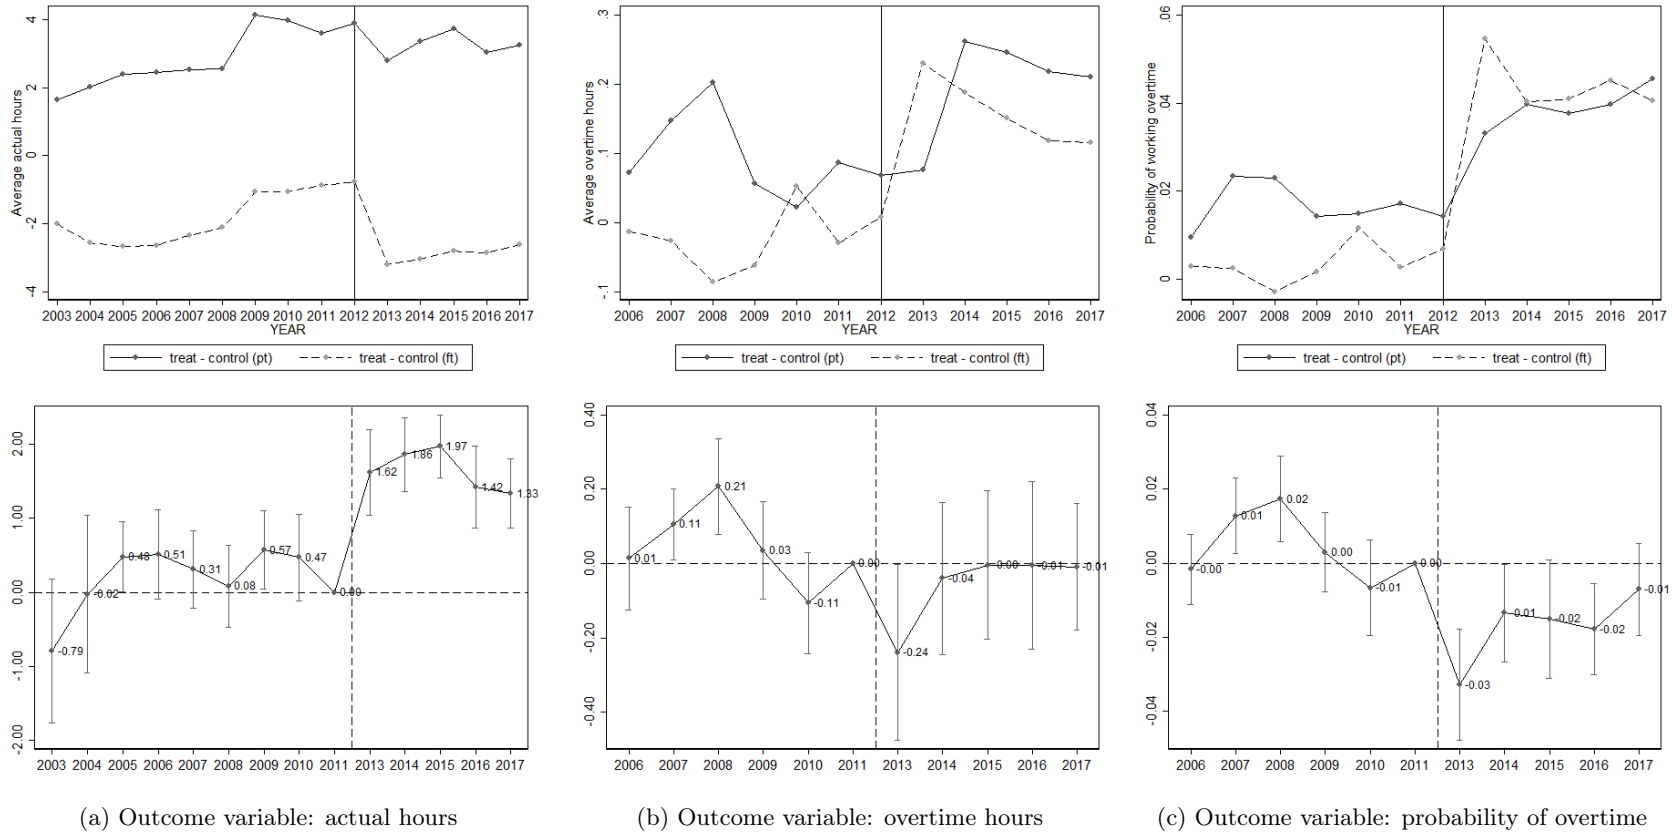 4
2
0
-2
-4
Average actual hours
2003 2004 2005 2006 2007 2008 2009 2010 2011 2012 2013 2014 2015 2016 2017
YEAR
treat - control (pt) treat - control (ft)
.3
.2
.1
0
-.1
Average overtime hours
2006 2007 2008 2009 2010 2011 2012 2013 2014 2015 2016 2017
YEAR
treat - control (pt) treat - control (ft)
.06
.04
.02
0
Probability of working overtime
2006 2007 2008 2009 2010 2011 2012 2013 2014 2015 2016 2017
YEAR
treat - control (pt) treat - control (ft)
2.00
1.00
0.00
-1.00
-2.00
-0.79 -0.02 0.48 0.51 0.31 0.08 0.57 0.47 0.00 1.62 1.86 1.97 1.42 1.33
2003 2004 2005 2006 2007 2008 2009 2010 2011 2013 2014 2015 2016 2017
0.40
0.20
0.00
-0.20
-0.40
0.01 0.11 0.21 0.03 -0.11 0.00 -0.24 -0.04 -0.00 -0.01 -0.01
2006 2007 2008 2009 2010 2011 2013 2014 2015 2016 2017
0.04
0.02
0.00
-0.02
-0.04
-0.00 0.01 0.02 0.00 -0.01 0.00 -0.03 -0.01 -0.02 -0.02 -0.01
2006 2007 2008 2009 2010 2011 2013 2014 2015 2016 2017
(a) Outcome variable: actual hours
(b) Outcome variable: overtime hours
(c) Outcome variable: probability of overtime